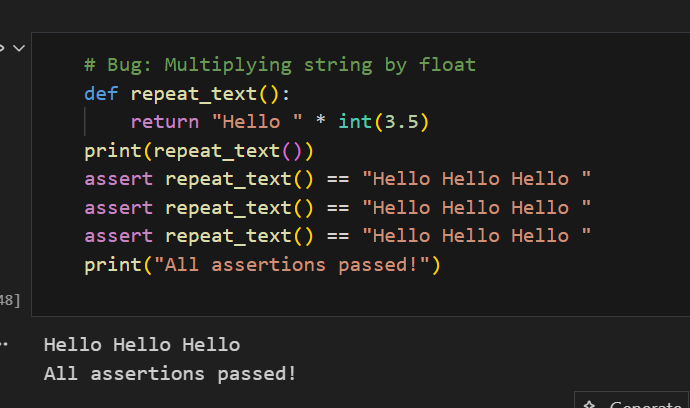 # Bug: Multiplying string by float
def repeat_text():
    return "Hello " * int(3.5)
print(repeat_text())
assert repeat_text() == "Hello Hello Hello "
assert repeat_text() == "Hello Hello Hello "
assert repeat_text() == "Hello Hello Hello "
print("All assertions passed!")
48]
Hello Hello Hello
All assertions passed!
Generate